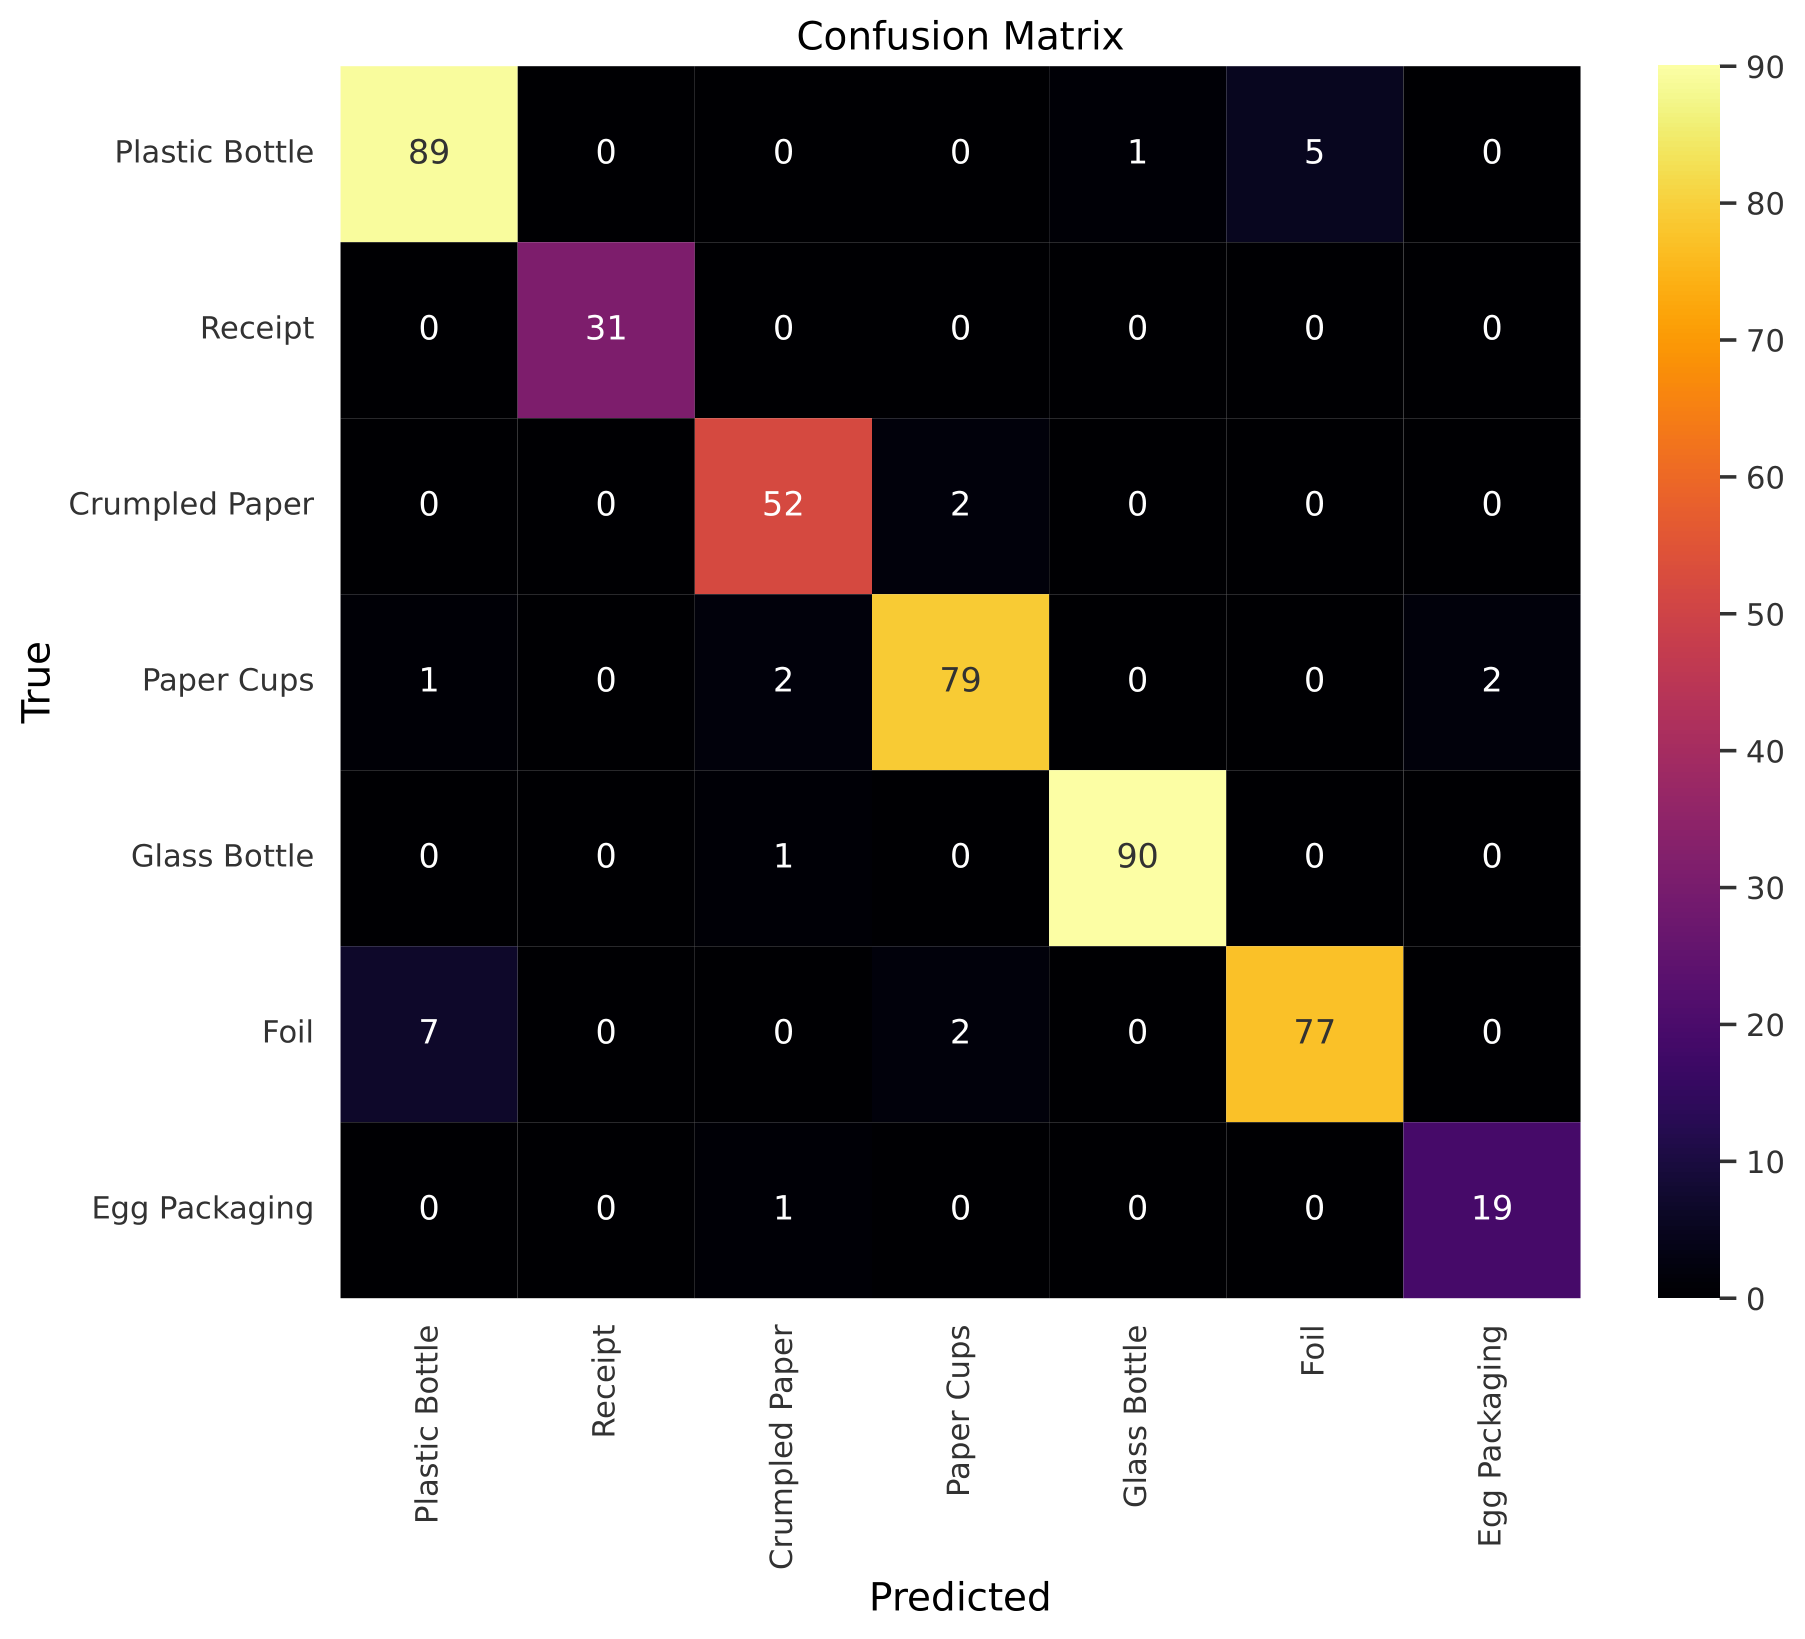 Confusion Matrix
Plastic Bottle 89 0 0 0 1 5 0
Receipt 0 31 0 0 0 0 0
Crumpled Paper 0 0 52 2 0 0 0
Paper Cups 1 0 2 79 0 0 2
Glass Bottle 0 0 1 0 90 0 0
Foil 7 0 0 2 0 77 0
Egg Packaging 0 0 1 0 0 0 19
True
Plastic Bottle
Receipt
Crumpled Paper
Paper Cups
Glass Bottle
Foil
Egg Packaging
Predicted
90
80
70
60
50
40
30
20
10
0